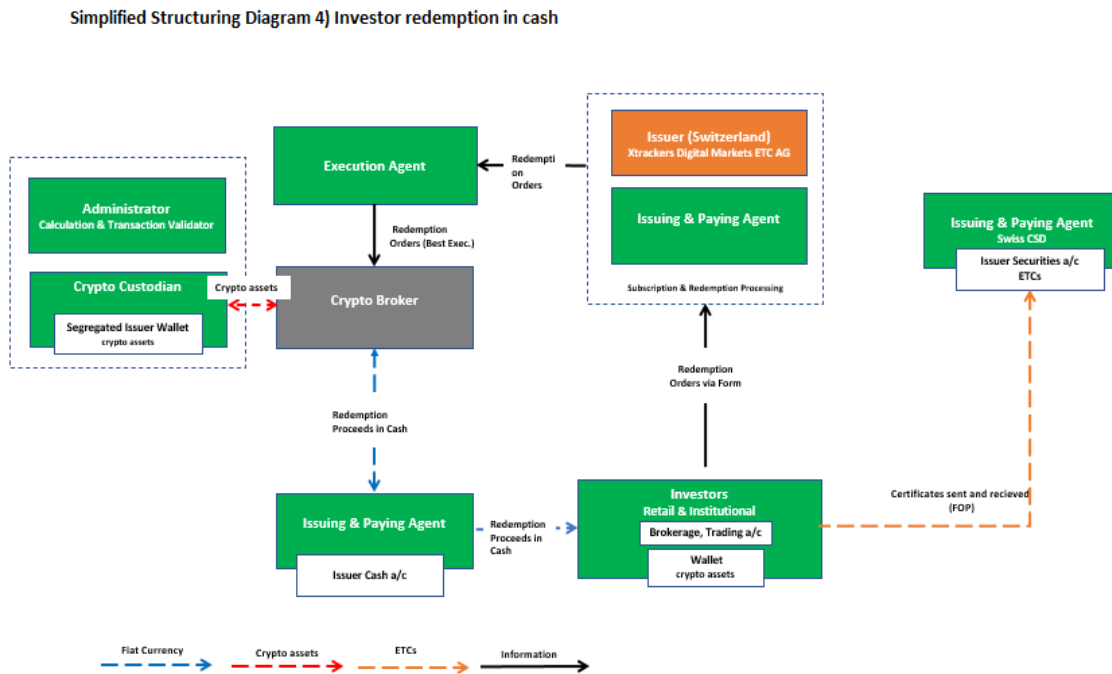 Simplified Structuring Diagram 4) Investor redemption in cash
Issuer (Switzerland)
Xtrackers Digital Markets ETC AG
Issuing & Paying Agent
Subscription & Redemption Processing
Redempti
on
Orders
Execution Agent
Administrator
Calculation & Transaction Validator
Crypto Custodian
Segregated Issuer Wallet
crypto assets
Crypto assets
Redemption
Orders (Best Exec.)
Crypto Broker
Issuing & Paying Agent
Swiss CSD
Issuer Securities a/c
ETCs
Redemption
Orders via Form
Redemption
Proceeds in Cash
Issuing & Paying Agent
Issuer Cash a/c
Redemption
Proceeds in
Cash
Investors
Retail & Institutional
Brokerage, Trading a/c
Wallet
crypto assets
Certificates sent and recieved
(FOP)
Fiat Currency
Crypto assets
ETCs
Information